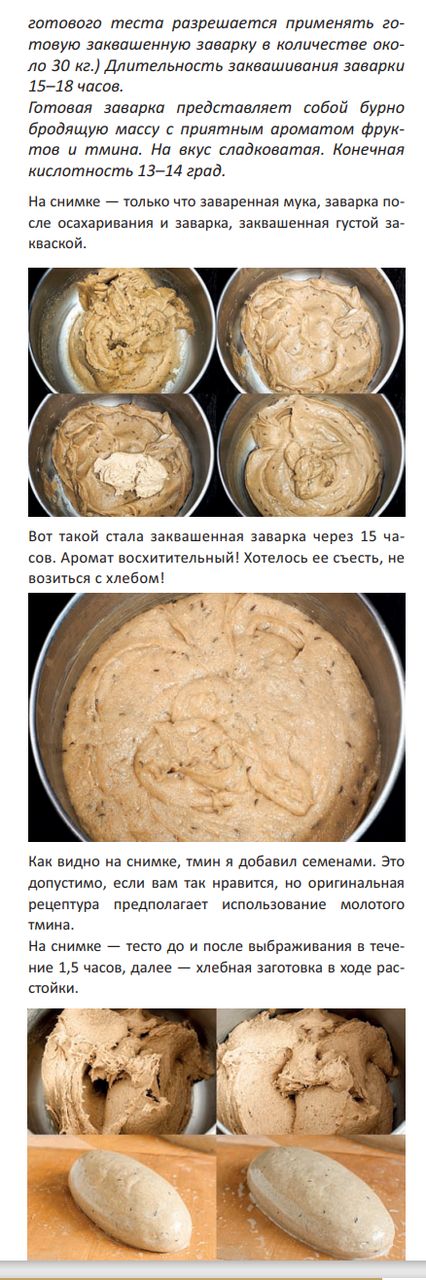 готового теста разрешается применять го-
товую заквашенную заварку в количестве око-
ло 30 кг.) Длительность заквашивания заварки
15–18 часов.
Готовая заварка представляет собой бурно
бродящую массу с приятным ароматом фрук-
тов и тмина. На вкус сладковатая. Конечная
кислотность 13–14 град.
На снимке — только что заваренная мука, заварка по-
сле осахаривания и заварка, заквашенная густой за-
кваской.
Вот такой стала заквашенная заварка через 15 ча-
сов. Аромат восхитительный! Хотелось ее съесть, не
возиться с хлебом!
Как видно на снимке, тмин я добавил семенами. Это
допустимо, если вам так нравится, но оригинальная
рецептура предполагает использование молотого
тмина.
На снимке — тесто до и после выбраживания в тече-
ние 1,5 часов, далее — хлебная заготовка в ходе рас-
стойки.